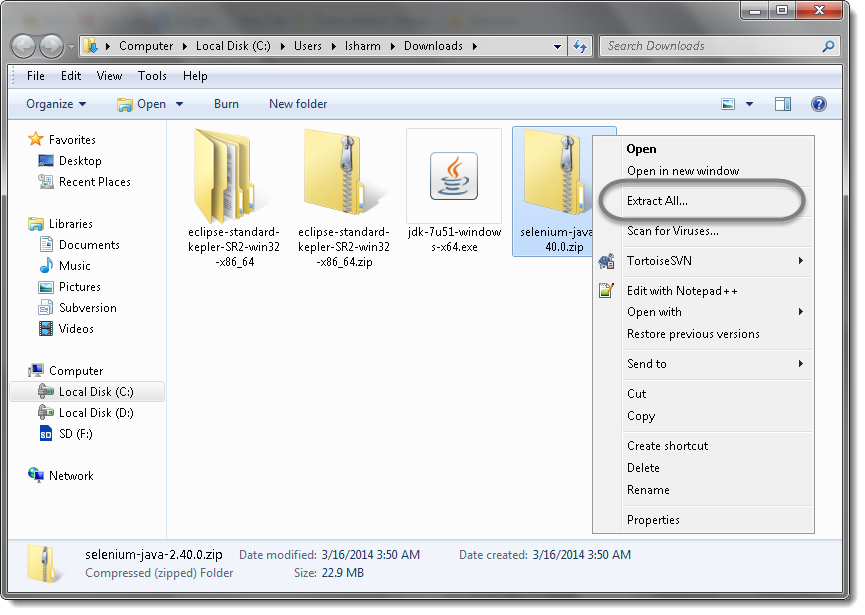 Computer Local Disk (C:) Users Isharm Downloads
Search Downloads
File Edit View Tools Help
Organize Open Burn New folder
Favorites
Desktop
Recent Places
Libraries
Documents
Music
Pictures
Subversion
Videos
Computer
Local Disk (C:)
Local Disk (D:)
SD (F:)
Network
eclipse-standard-
kepler-SR2-win32
-x86_64
eclipse-standard-
kepler-SR2-win32
-x86_64.zip
jdk-7u51-window
s-x64.exe
selenium-java-
40.0.zip
Open
Open in new window
Extract All...
Scan for Viruses...
TortoiseSVN
Edit with Notepad++
Open with
Restore previous versions
Send to
Cut
Copy
Create shortcut
Delete
Rename
Properties
selenium-java-2.40.0.zip Date modified: 3/16/2014 3:50 AM Date created: 3/16/2014 3:50 AM
Compressed (zipped) Folder Size: 22.9 MB